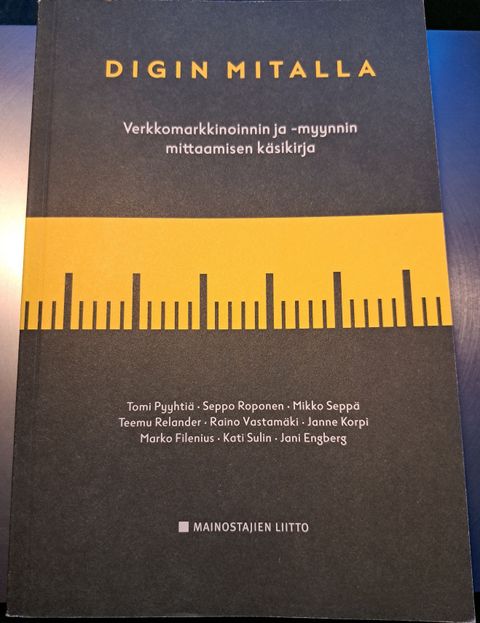 DIGIN MITALLA
Verkkomarkkinoinnin ja -myynnin
mittaamisen käsikirja
Tomi Pyyhtiä · Seppo Roponen · Mikko Seppä
Teemu Relander · Raino Vastamäki · Janne Korpi
Marko Filenius · Kati Sulin · Jani Engberg
MAINOSTAJIEN LIITTO